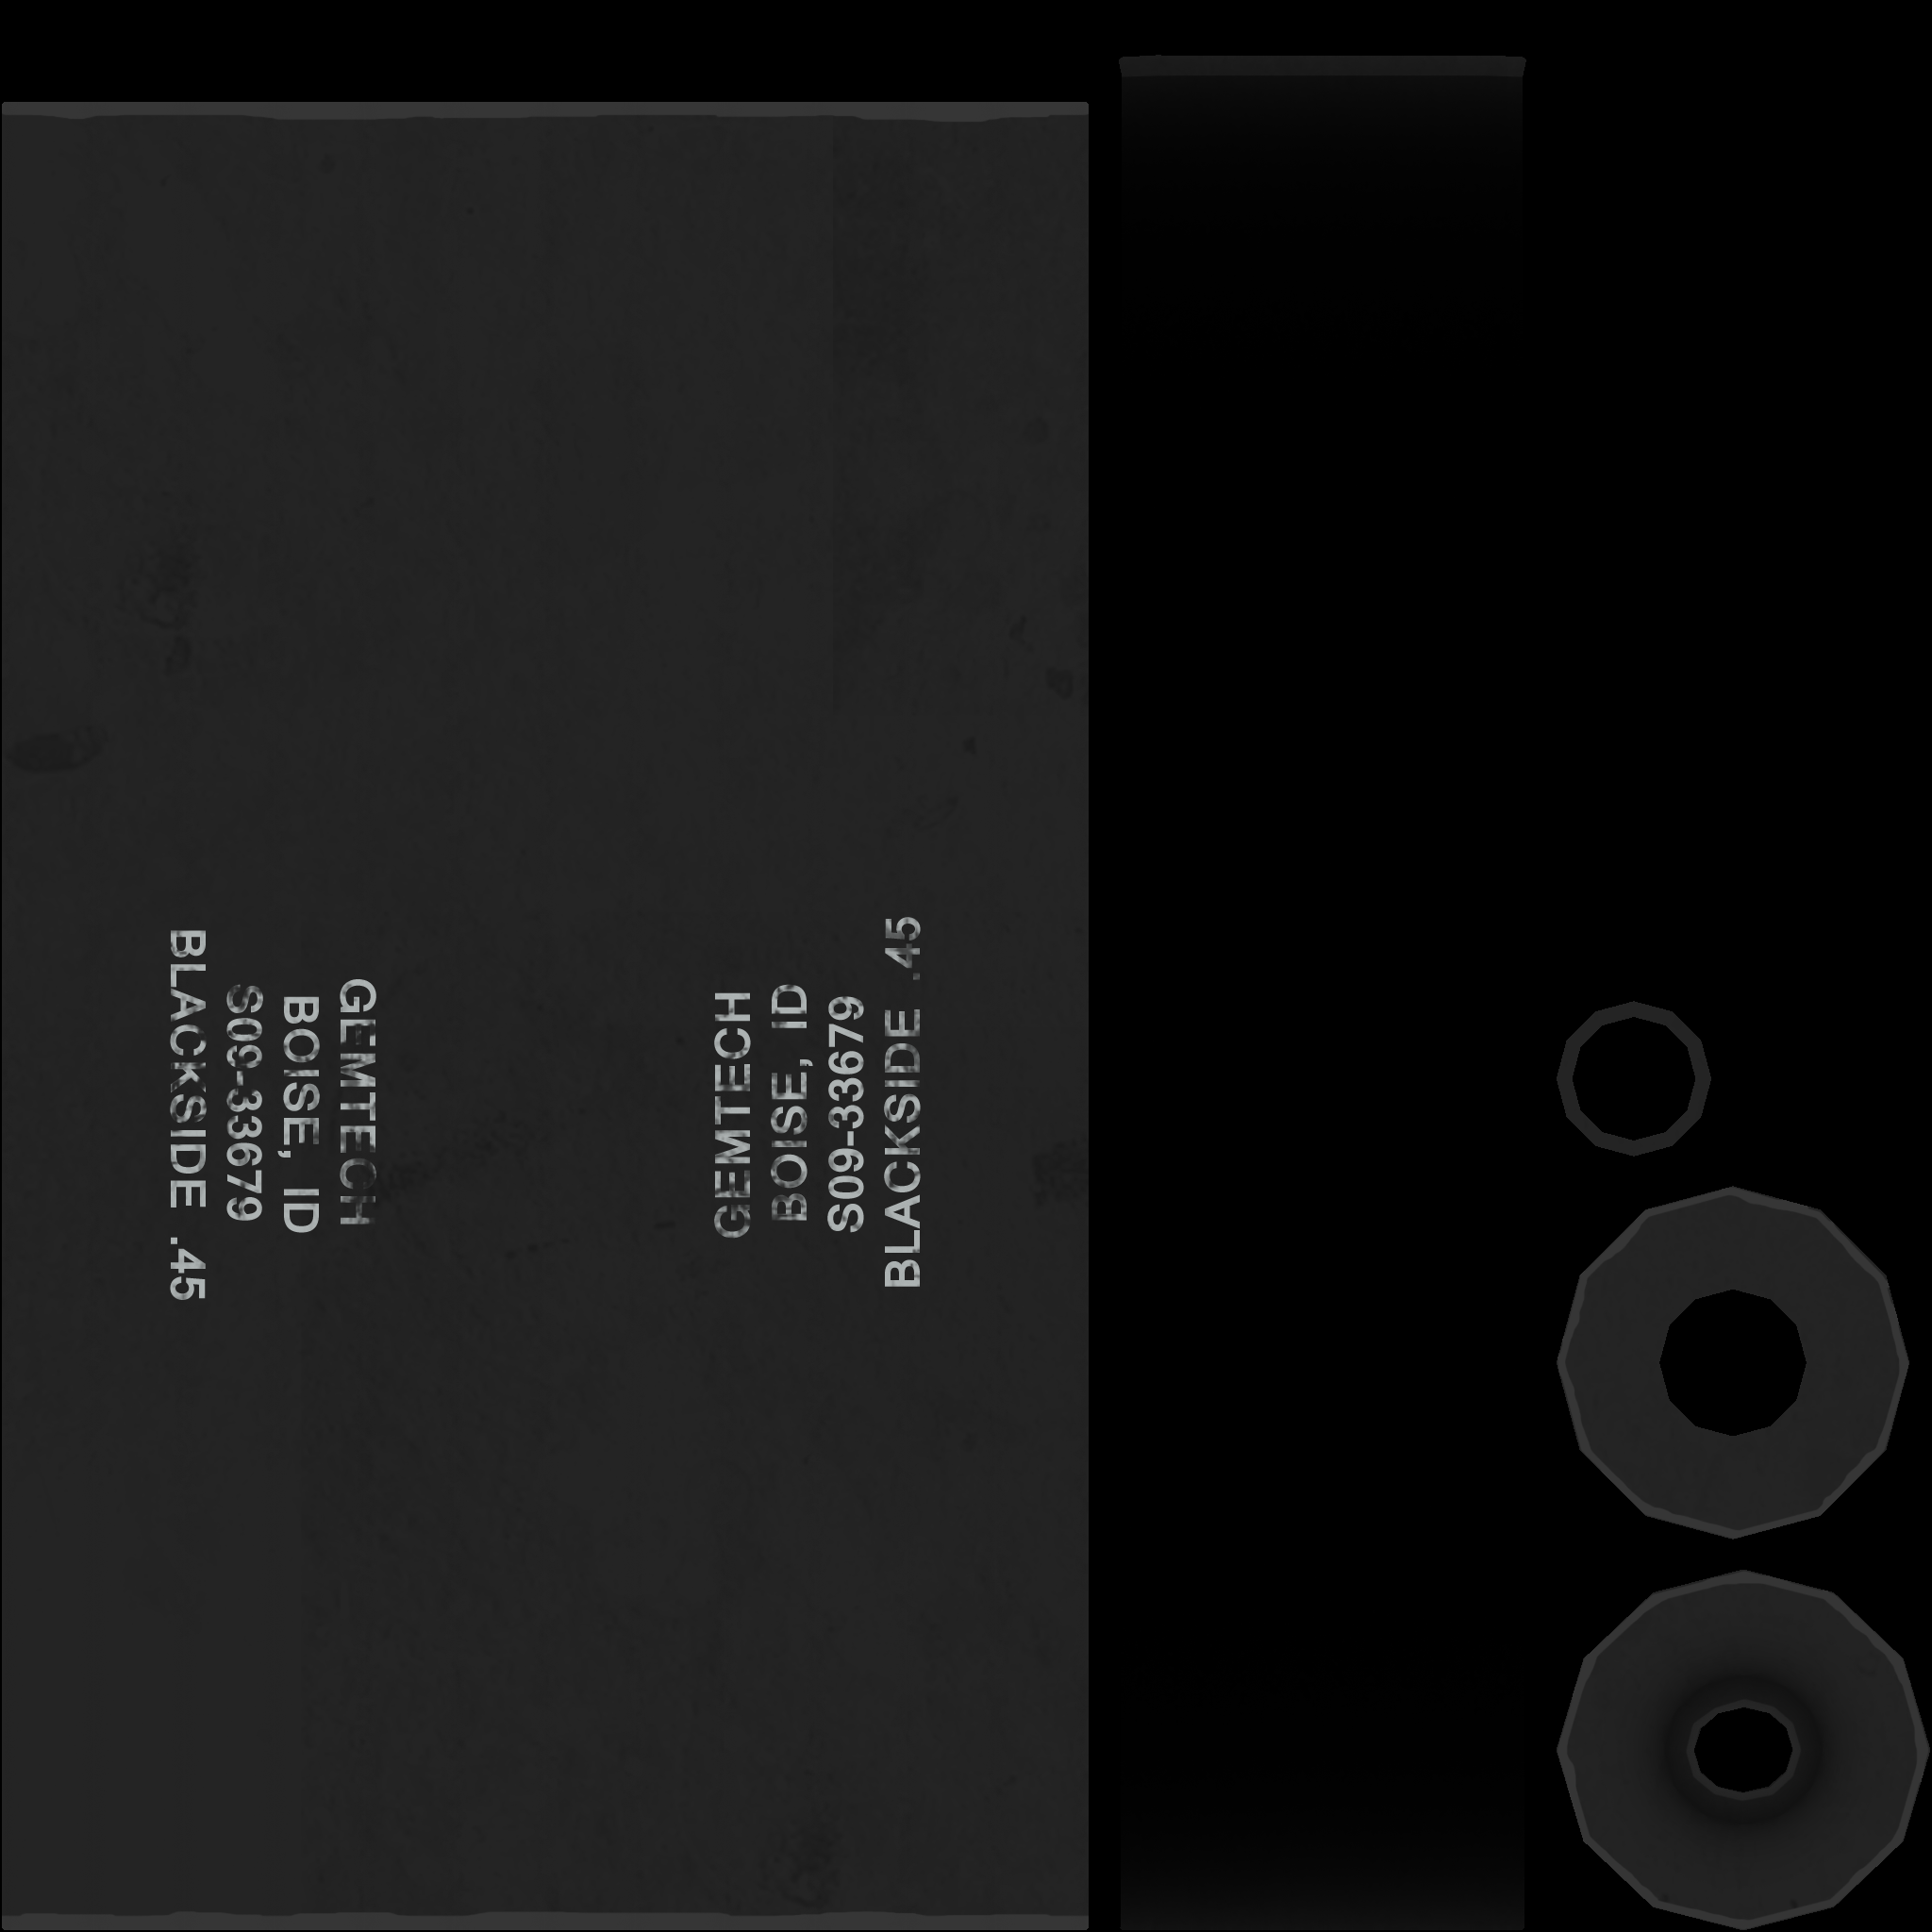 GEMTECH
BOISE, ID
S09-33679
BLACKSIDE .45
GEMTECH
BOISE, ID
S09-33679
BLACKSIDE .45